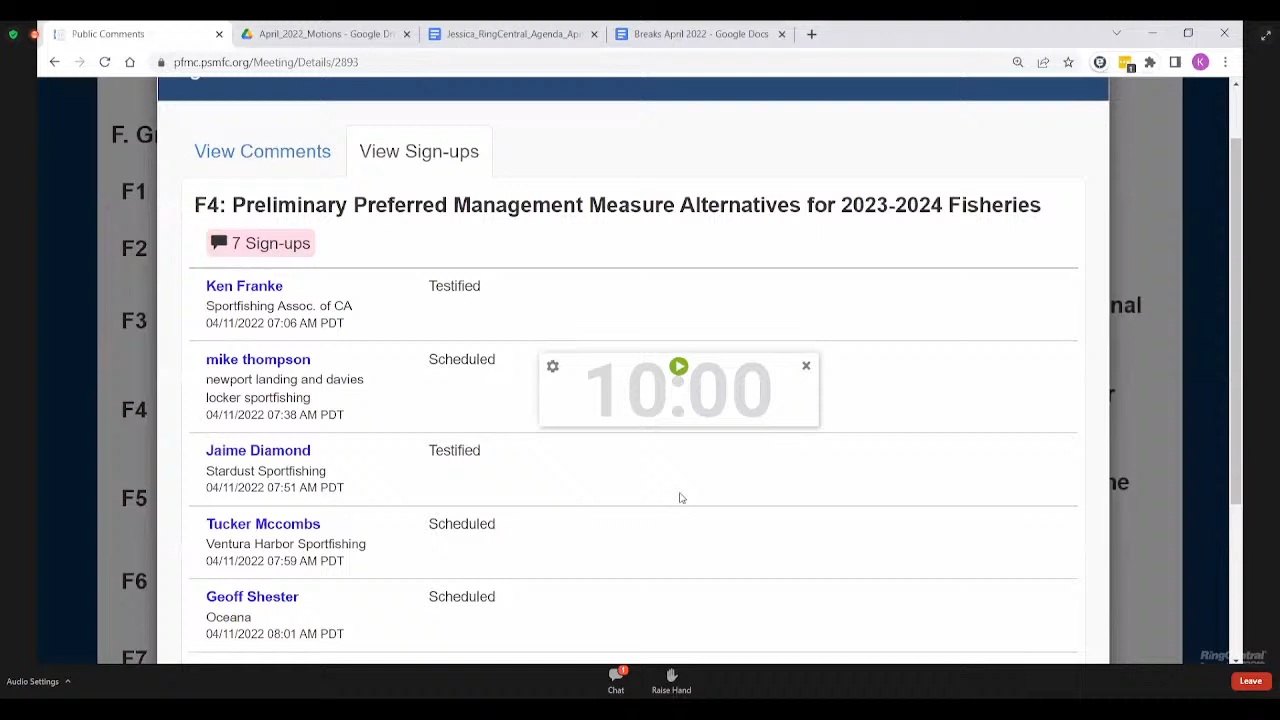 Public Comments
April_2022_Motions - Google Dri
Jessica_RingCentral_Agenda_Apr
Breaks April 2022 - Google Docs
pfmc.psmfc.org/Meeting/Details/2893
1
K
View Comments
View Sign-ups
F. Gr
F1
F2
F3
F4
F5
F6
F7
nal
r
ne
F4: Preliminary Preferred Management Measure Alternatives for 2023-2024 Fisheries
7 Sign-ups
Ken Franke
Testified
Sportfishing Assoc. of CA
04/11/2022 07:06 AM PDT
mike thompson
Scheduled
newport landing and davies
locker sportfishing
04/11/2022 07:38 AM PDT
10:00
Jaime Diamond
Testified
Stardust Sportfishing
04/11/2022 07:51 AM PDT
Tucker Mccombs
Scheduled
Ventura Harbor Sportfishing
04/11/2022 07:59 AM PDT
Geoff Shester
Scheduled
Oceana
04/11/2022 08:01 AM PDT
RingCentral
Audio Settings
1
Chat
Raise Hand
Leave